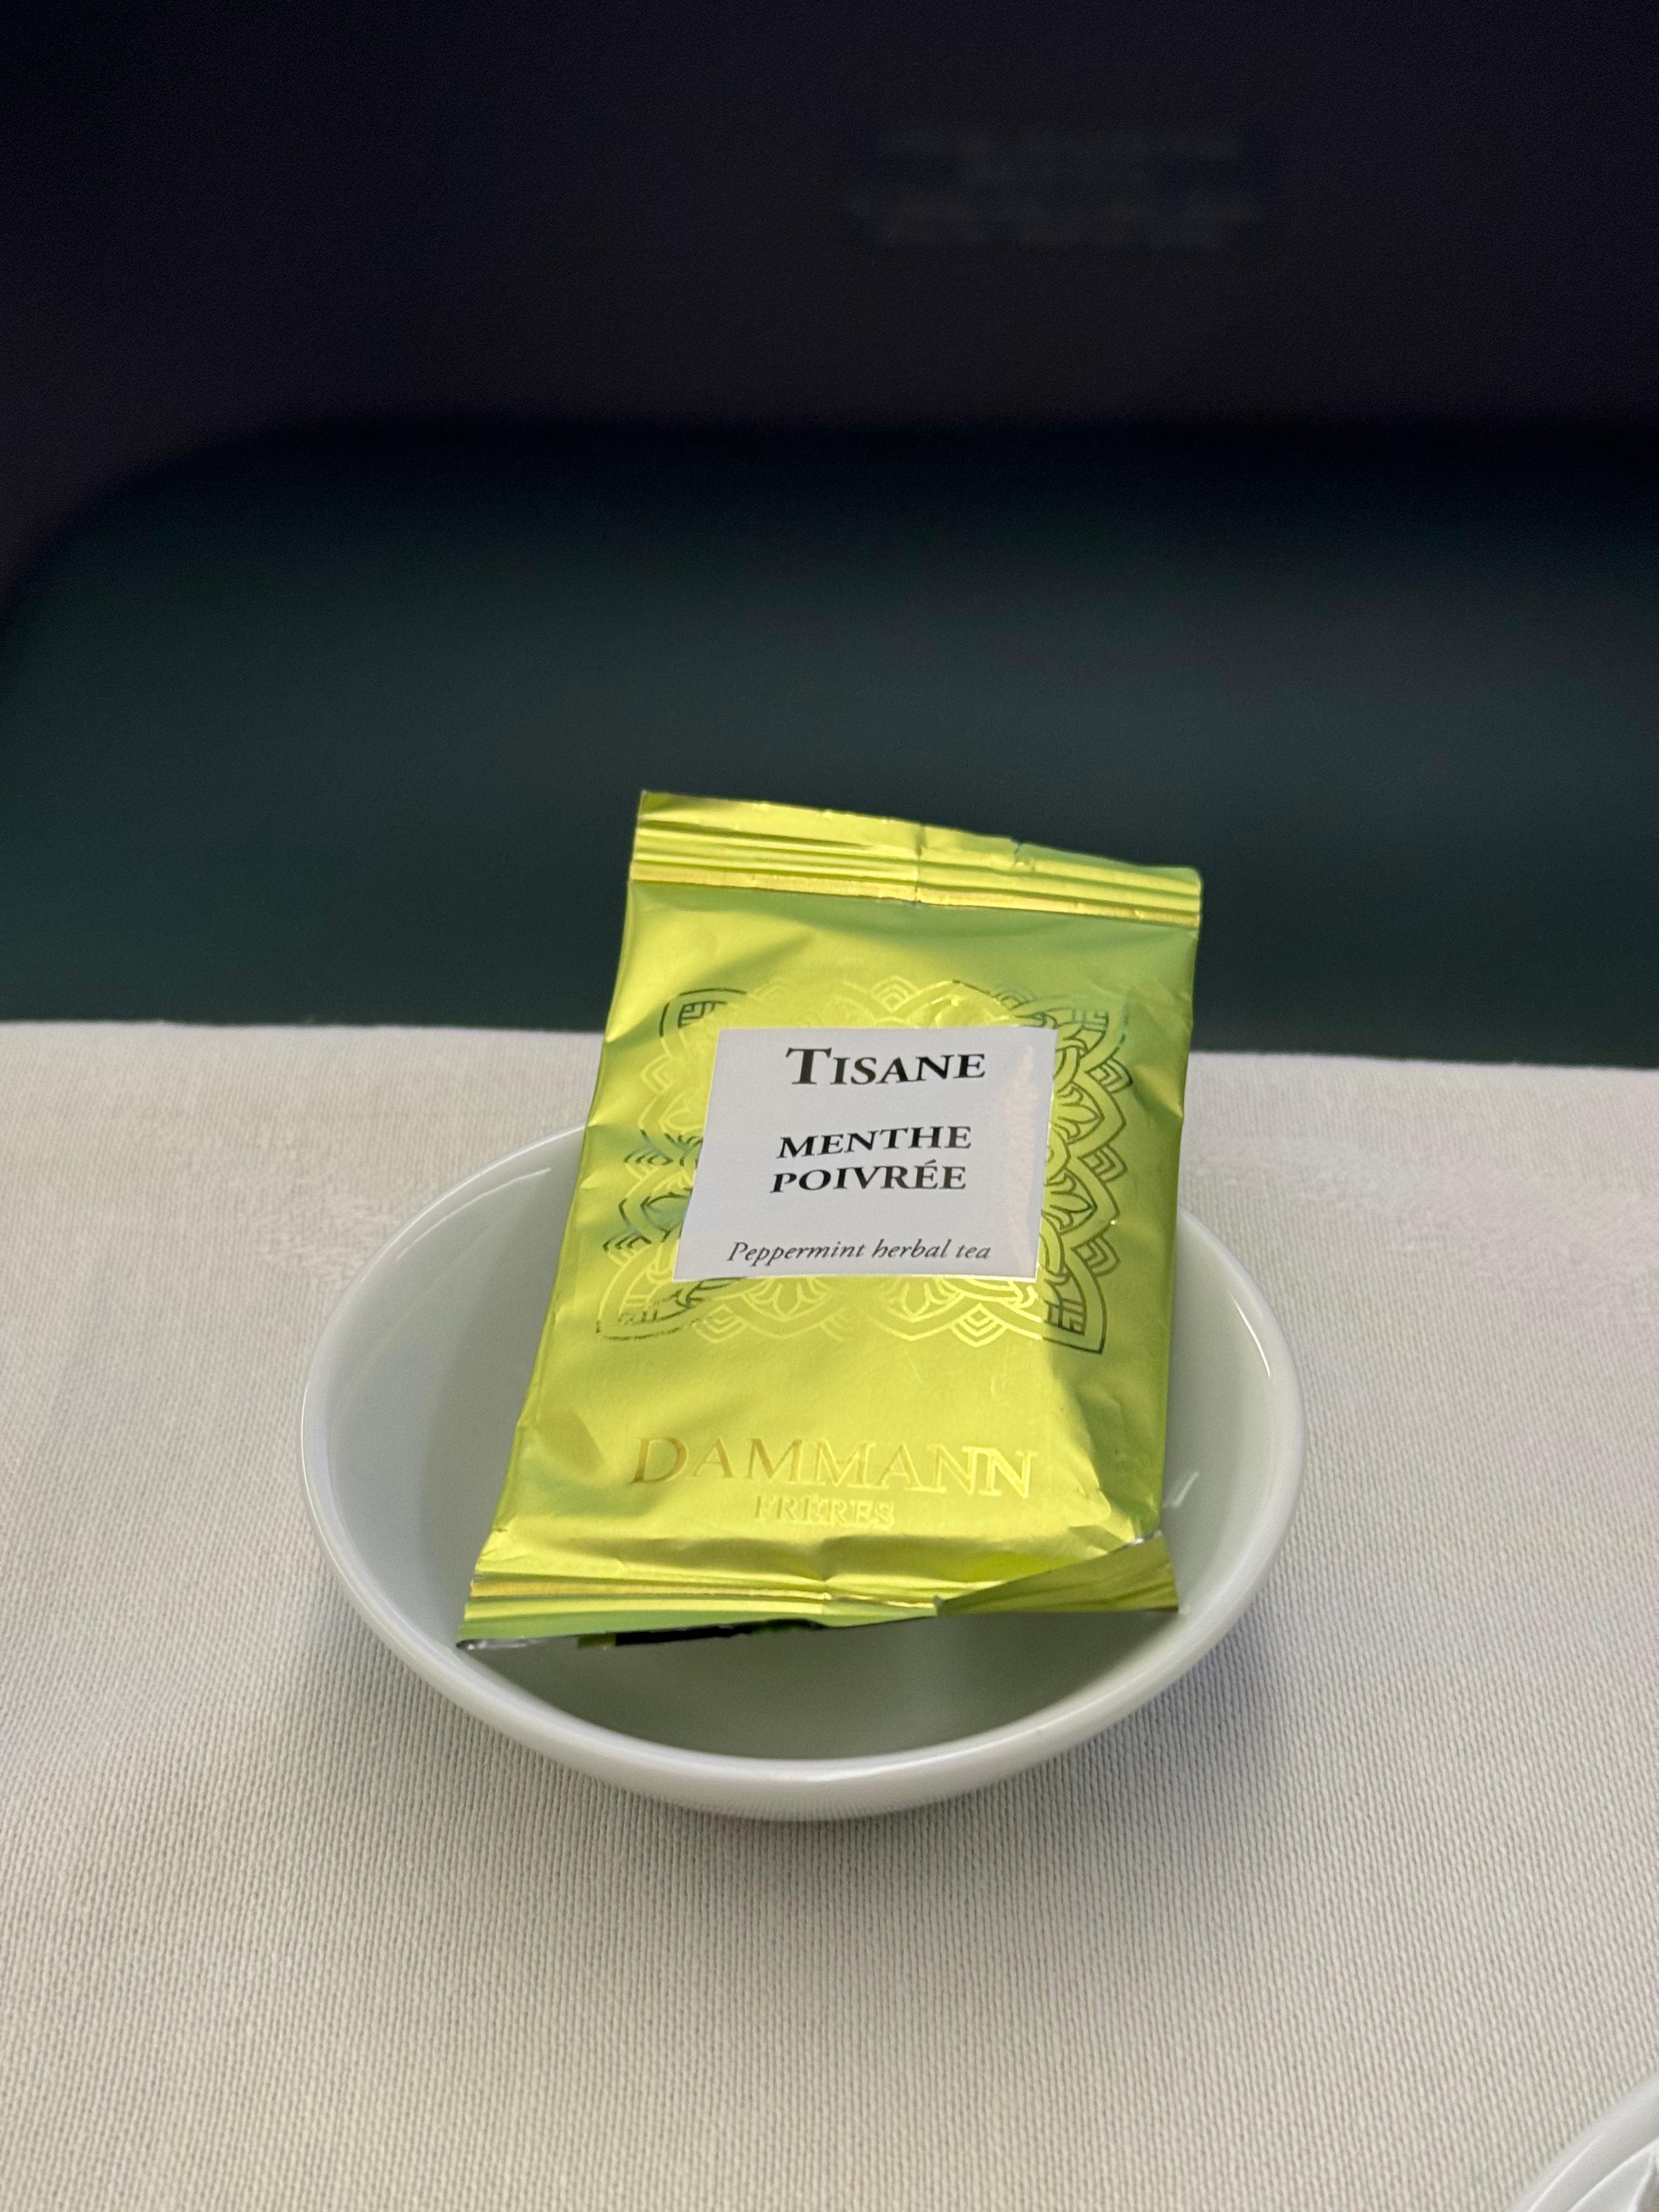 TISANE
MENTHE
POIVRÉE
Peppermint herbal tea
DAMMANN
FRÈRES